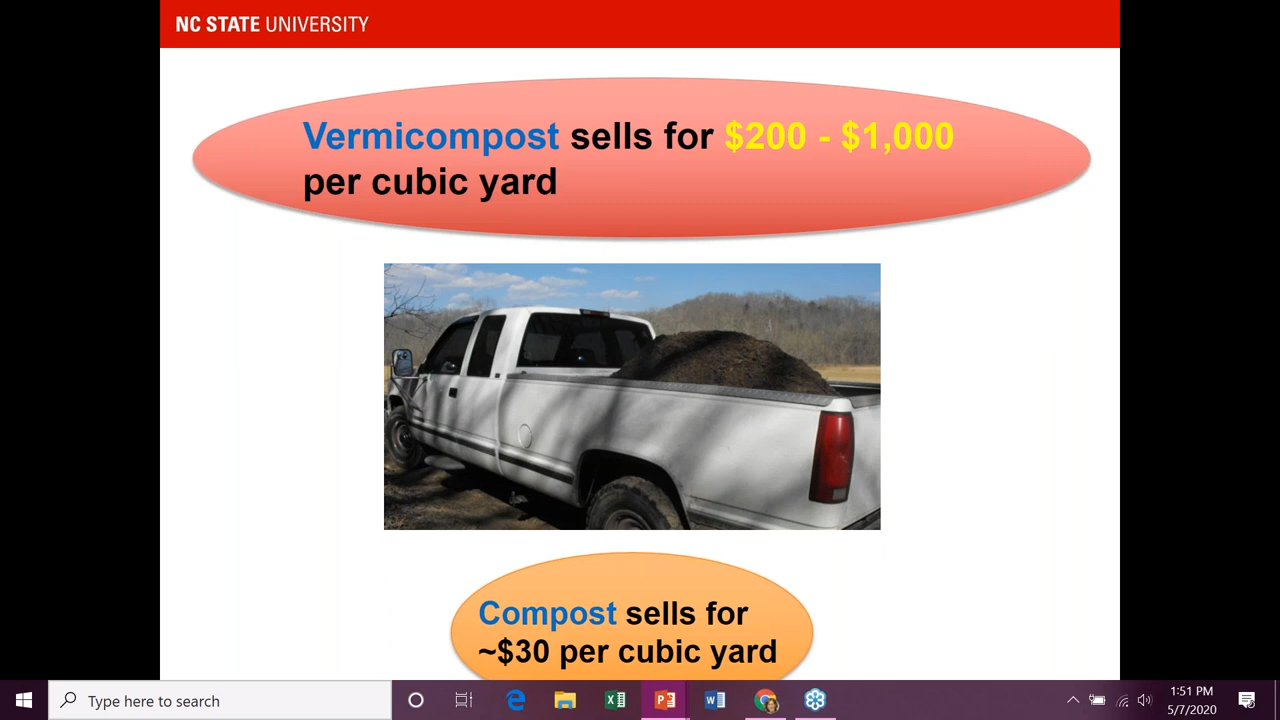 NC STATE UNIVERSITY
Vermicompost sells for $200 - $1,000
per cubic yard
Compost sells for
~$30 per cubic yard
Type here to search
1:51 PM
5/7/2020